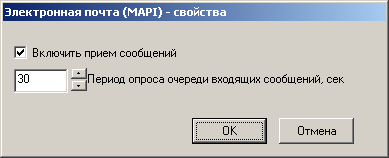 Электронная почта (MAPI) - свойства
Включить прием сообщений
30 Период опроса очереди входящих сообщений, сек
OK Отмена